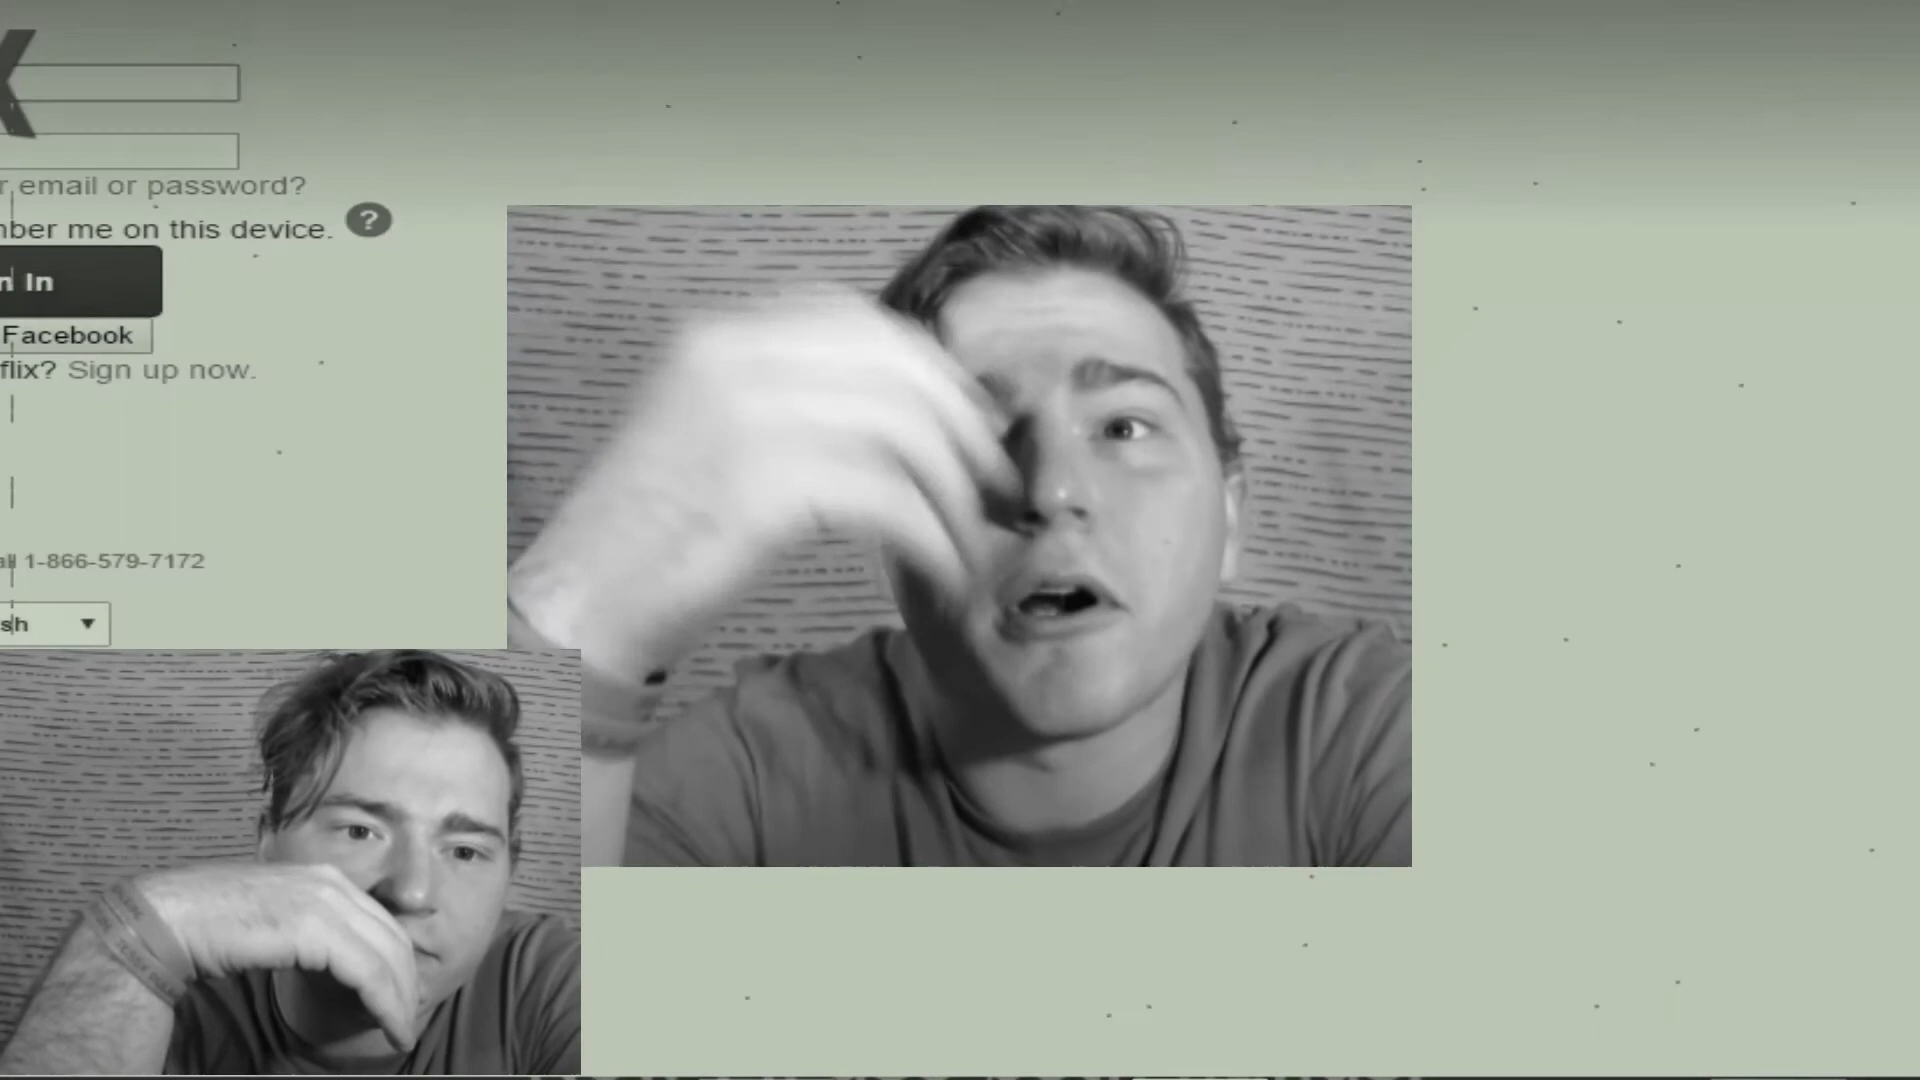 X
r email or password?
ber me on this device. ?
n In
Facebook
flix? Sign up now.
all 1-866-579-7172
sh